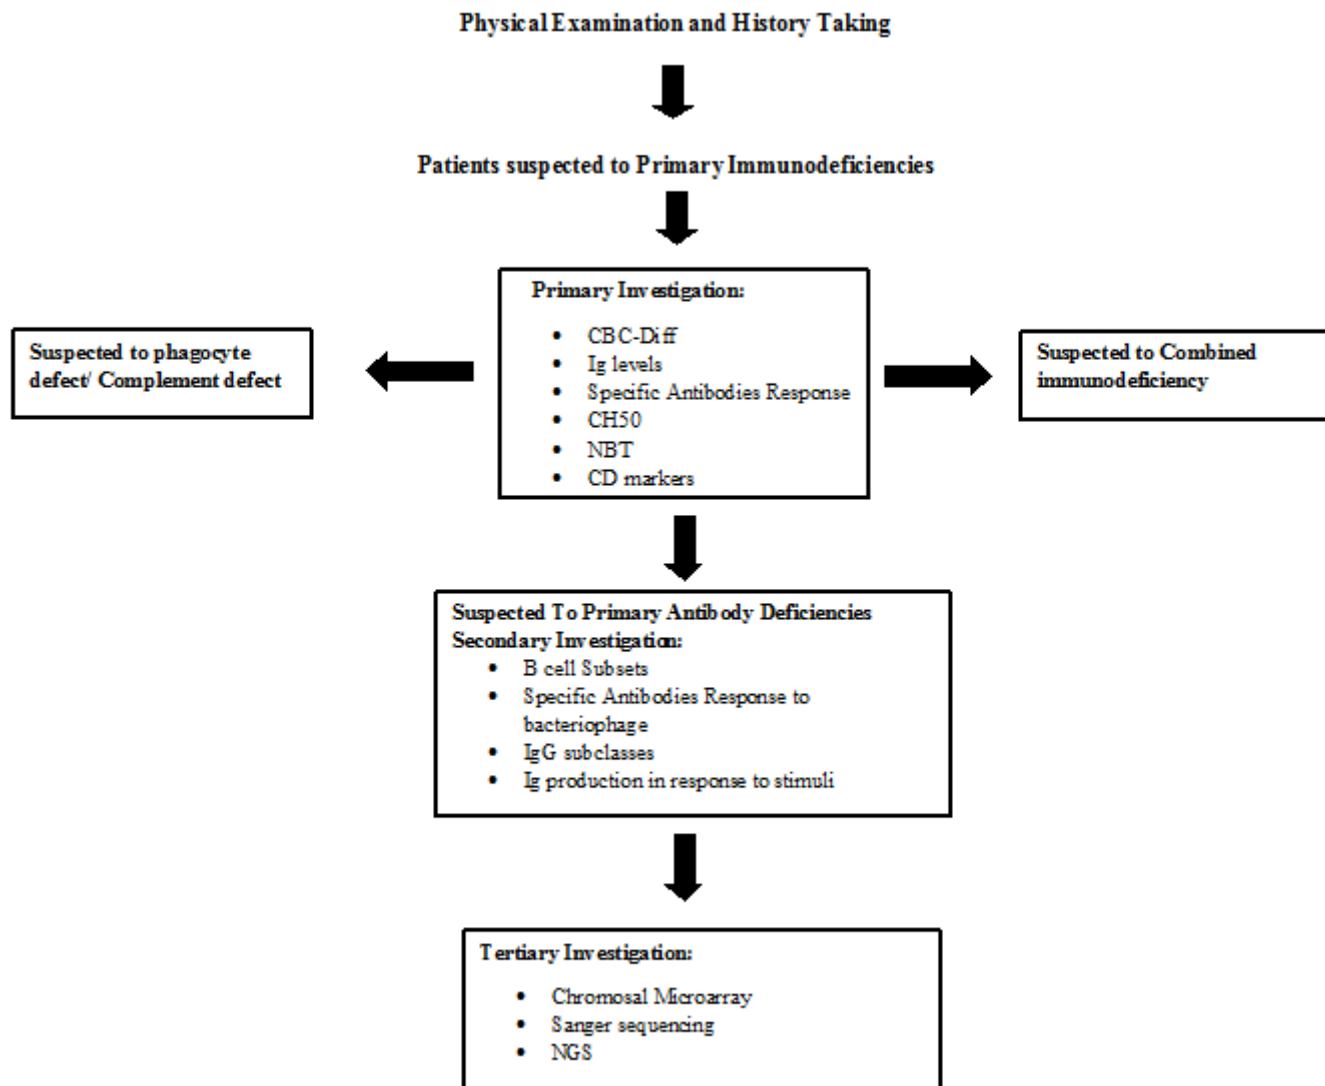 Physical Examination and History Taking
Patients suspected to Primary Immunodeficiencies
Primary Investigation:
• CBC-Diff
• Ig levels
• Specific Antibodies Response
• CH50
• NBT
• CD markers
Suspected to phagocyte
defect/ Complement defect
Suspected to Combined
immunodeficiency
Suspected To Primary Antibody Deficiencies
Secondary Investigation:
• B cell Subsets
• Specific Antibodies Response to
bacteriophage
• IgG subclasses
• Ig production in response to stimuli
Tertiary Investigation:
• Chromosal Microarray
• Sanger sequencing
• NGS